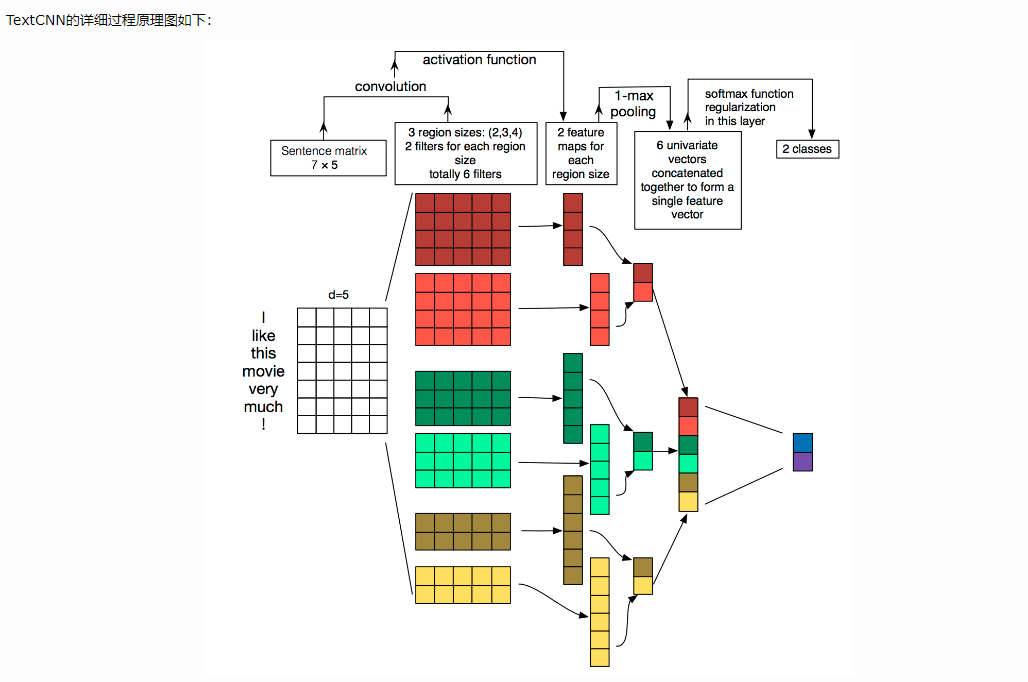 TextCNN的详细过程原理图如下：
activation function
convolution
1-max
pooling
softmax function
regularization
in this layer
Sentence matrix
7 × 5
3 region sizes: (2,3,4)
2 filters for each region
size
totally 6 filters
2 feature
maps for
each
region size
6 univariate
vectors
concatenated
together to form a
single feature
vector
2 classes
d=5
I
like
this
movie
very
much
!